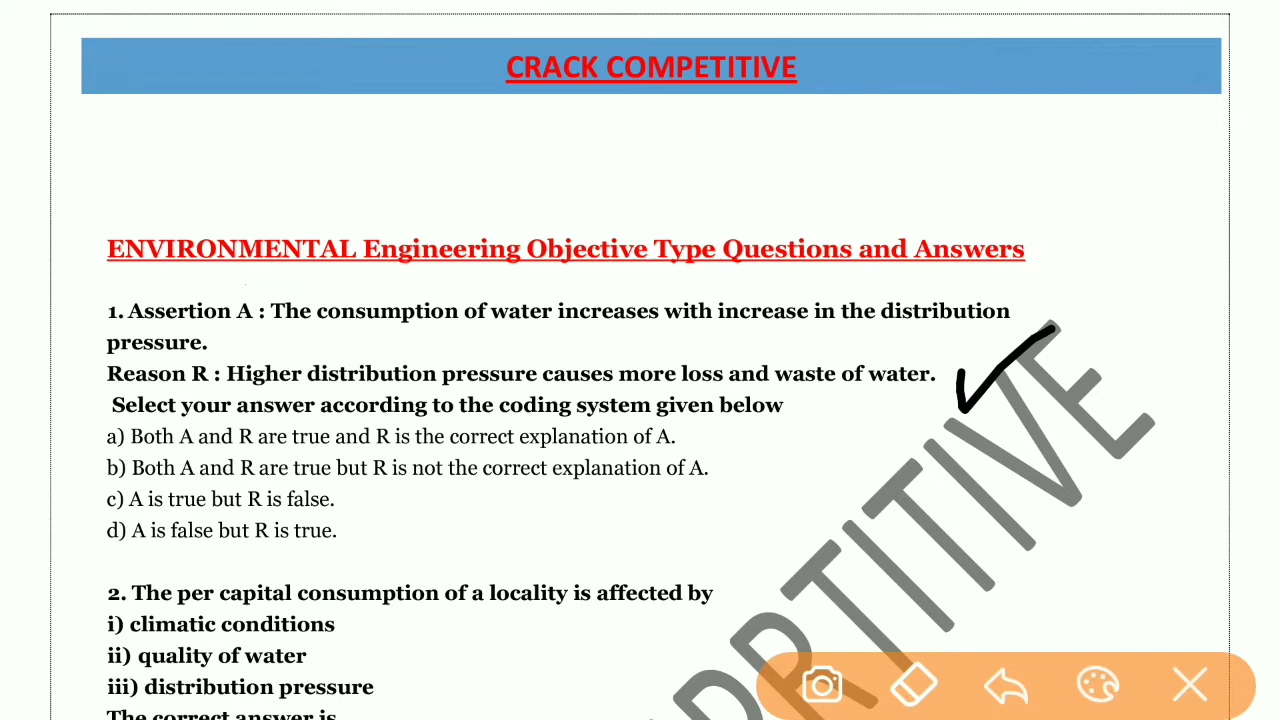 CRACK COMPETITIVE
ENVIRONMENTAL Engineering Objective Type Questions and Answers
1. Assertion A : The consumption of water increases with increase in the distribution
pressure.
Reason R : Higher distribution pressure causes more loss and waste of water.
Select your answer according to the coding system given below
a) Both A and R are true and R is the correct explanation of A.
b) Both A and R are true but R is not the correct explanation of A.
c) A is true but R is false.
d) A is false but R is true.
2. The per capital consumption of a locality is affected by
i) climatic conditions
ii) quality of water
iii) distribution pressure
The correct answer is